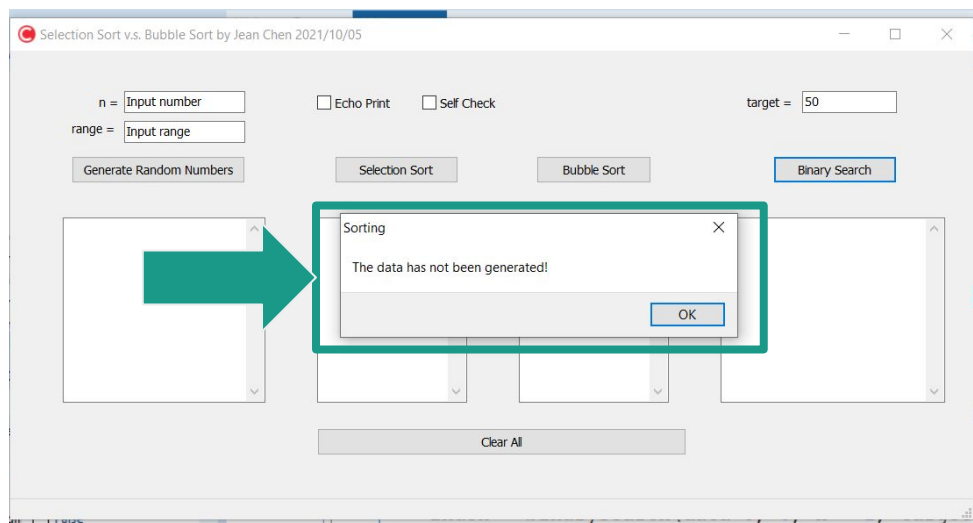 Selection Sort v.s. Bubble Sort by Jean Chen 2021/10/05
n = Input number
Echo Print
Self Check
target = 50
range = Input range
Generate Random Numbers
Selection Sort
Bubble Sort
Binary Search
Sorting
The data has not been generated!
OK
Clear All